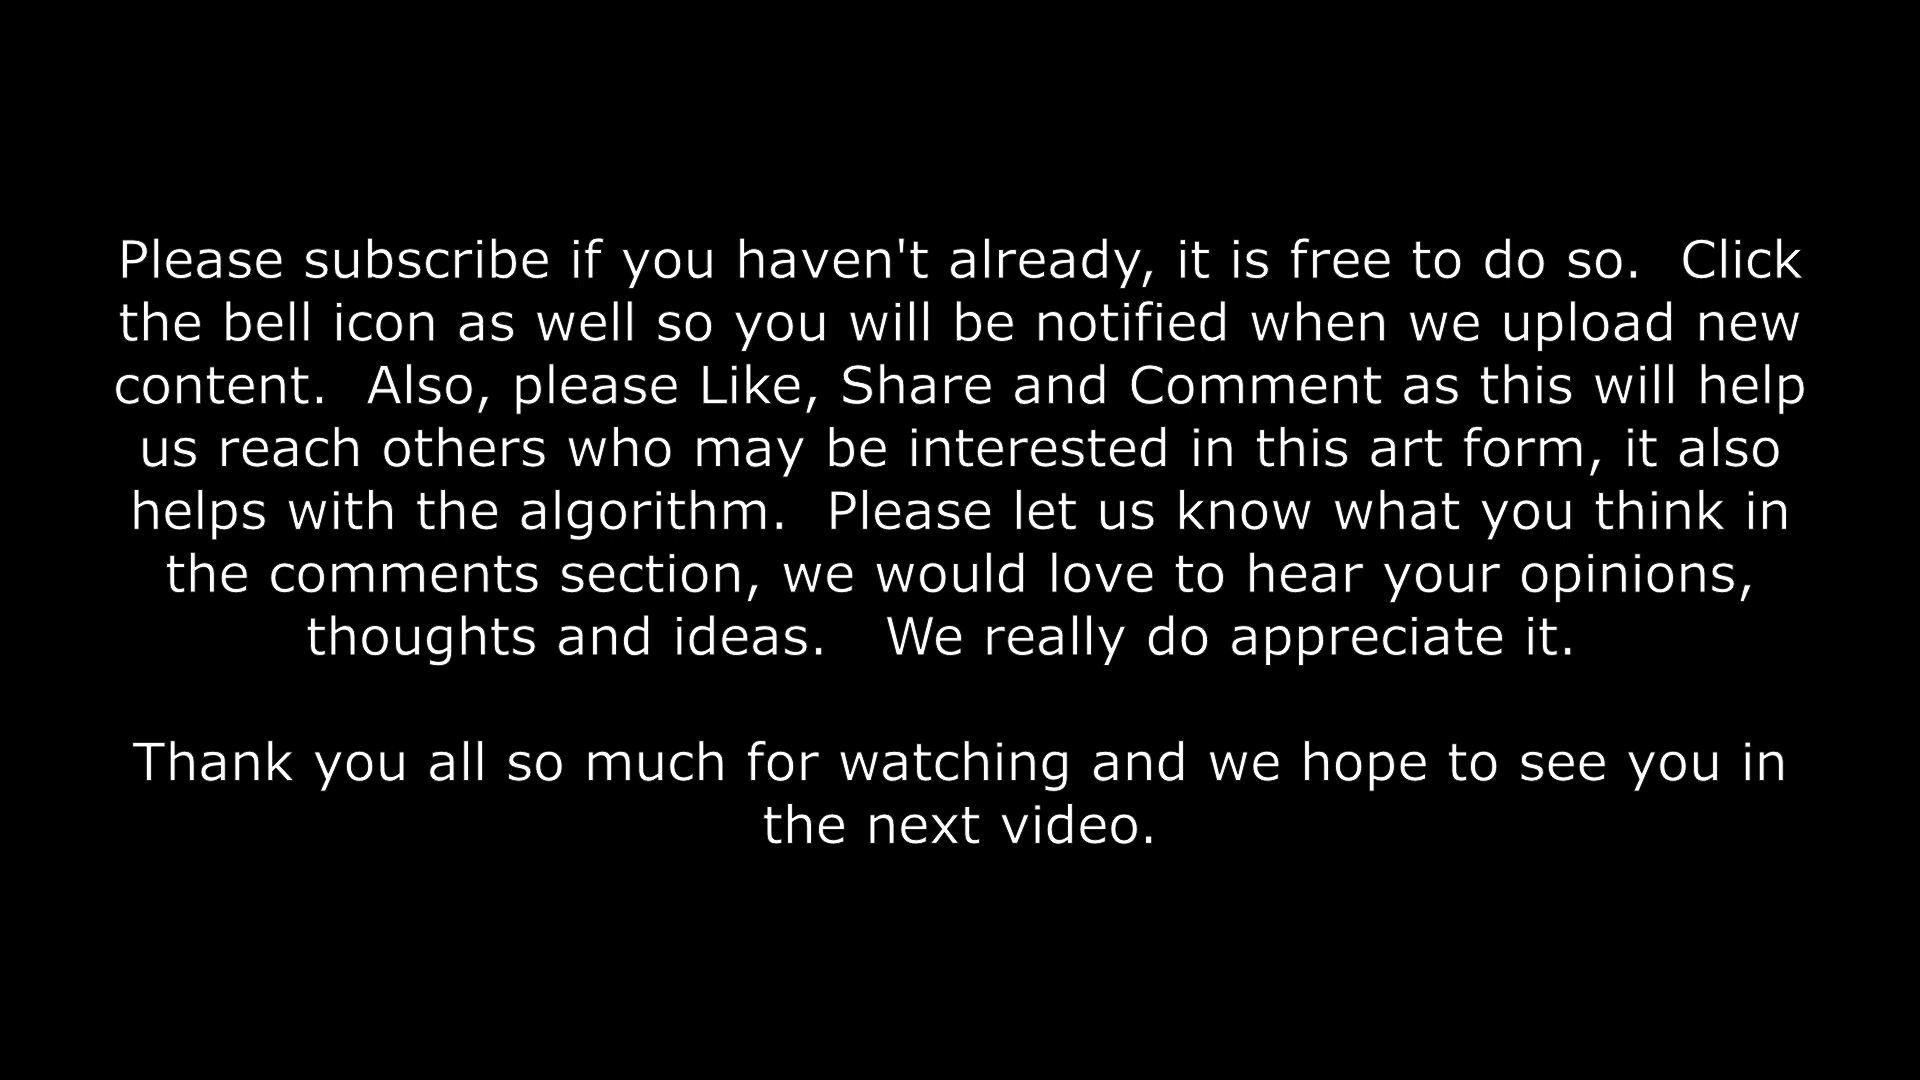 Please subscribe if you haven't already, it is free to do so.  Click
the bell icon as well so you will be notified when we upload new
content.  Also, please Like, Share and Comment as this will help
us reach others who may be interested in this art form, it also
helps with the algorithm.  Please let us know what you think in
the comments section, we would love to hear your opinions,
thoughts and ideas.   We really do appreciate it.
Thank you all so much for watching and we hope to see you in
the next video.